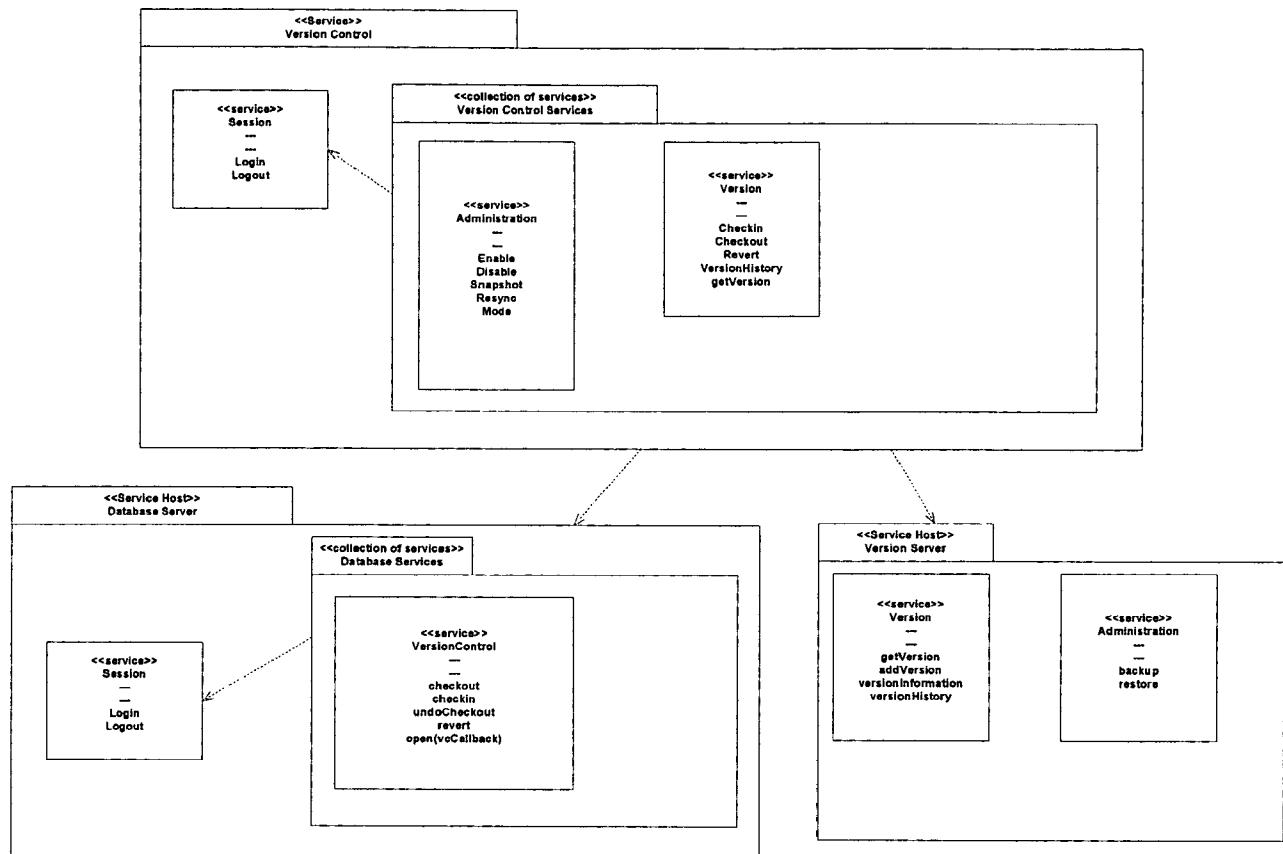 <<Service>>
Version Control
<<service>>
Session
---
---
Login
Logout
<<collection of services>>
Version Control Services
<<service>>
Administration
---
---
Enable
Disable
Snapshot
Resync
Mode
<<service>>
Version
---
---
Checkin
Checkout
Revert
VersionHistory
getVersion
<<Service Host>>
Database Server
<<service>>
Session
---
---
Login
Logout
<<collection of services>>
Database Services
<<service>>
VersionControl
---
---
checkout
checkin
undoCheckout
revert
open(vcCallback)
<<Service Host>>
Version Server
<<service>>
Version
---
---
getVersion
addVersion
versionInformation
versionHistory
<<service>>
Administration
---
---
backup
restore